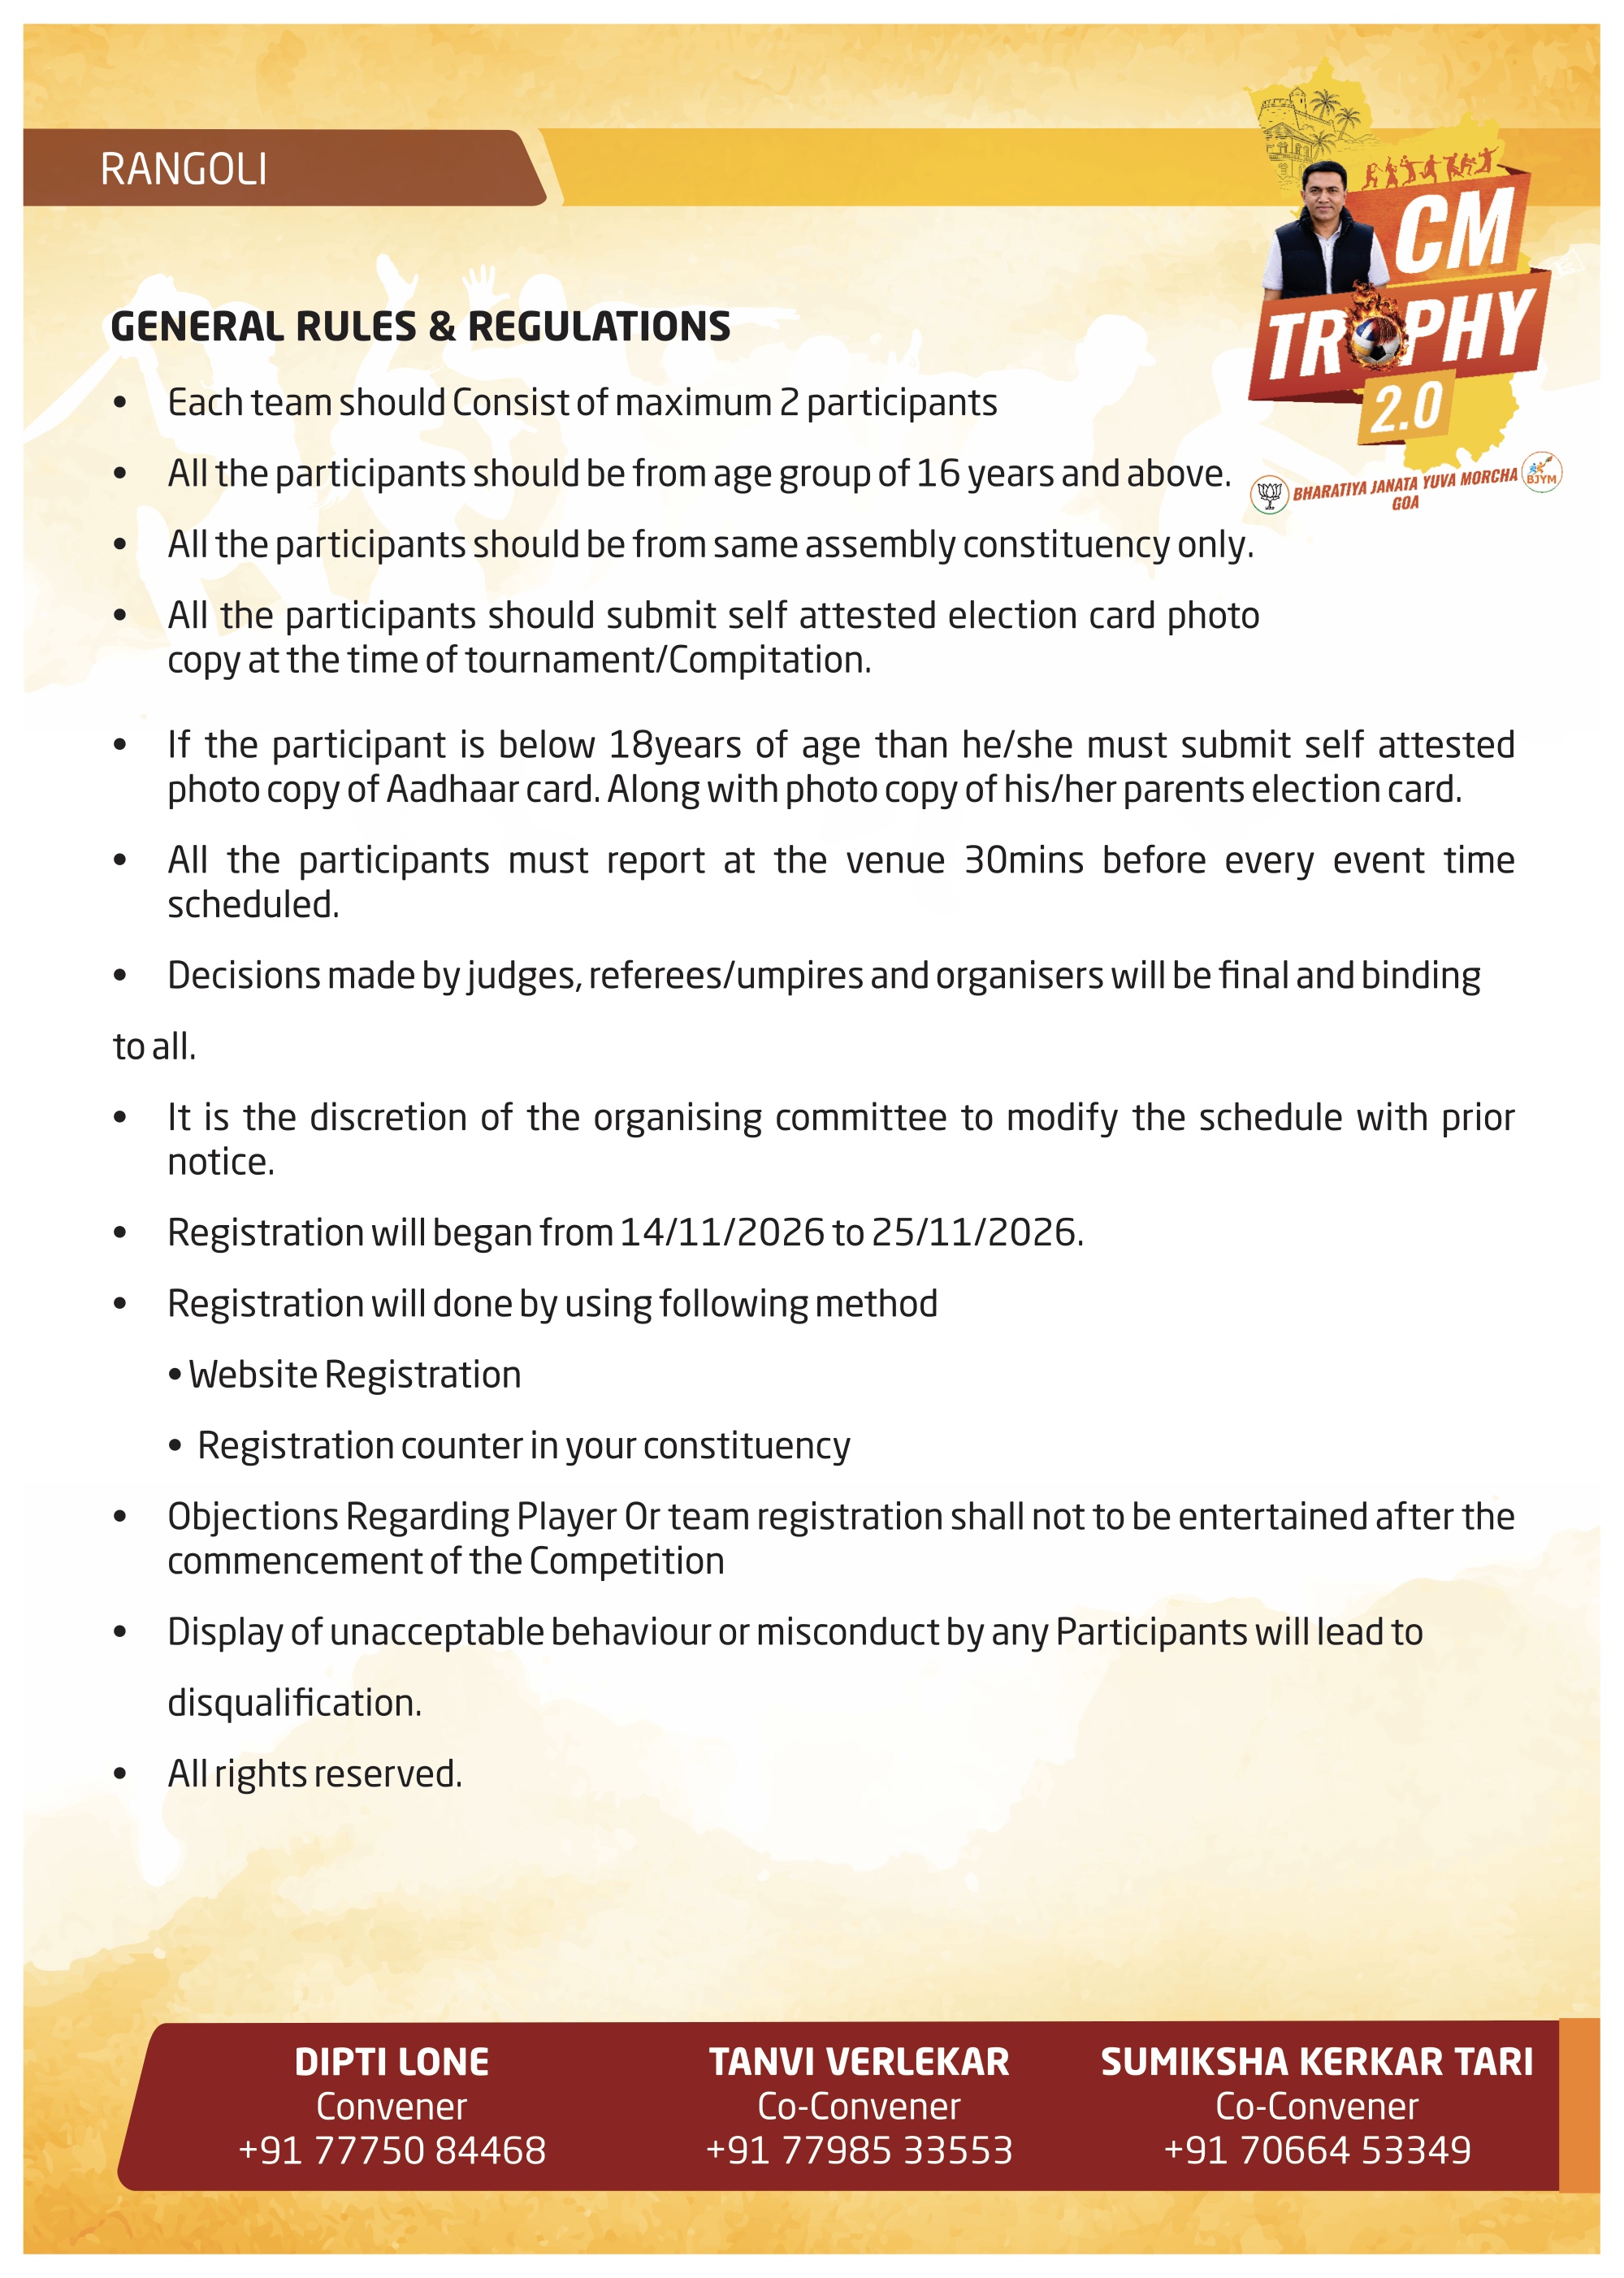 RANGOLI
CM
TROPHY
2.0
BHARATIYA JANATA YUVA MORCHA
GOA
BJYM
GENERAL RULES & REGULATIONS
• Each team should Consist of maximum 2 participants
• All the participants should be from age group of 16 years and above.
• All the participants should be from same assembly constituency only.
• All the participants should submit self attested election card photo
copy at the time of tournament/Compitation.
• If the participant is below 18years of age than he/she must submit self attested
photo copy of Aadhaar card. Along with photo copy of his/her parents election card.
• All the participants must report at the venue 30mins before every event time
scheduled.
• Decisions made by judges, referees/umpires and organisers will be final and binding
to all.
• It is the discretion of the organising committee to modify the schedule with prior
notice.
• Registration will began from 14/11/2026 to 25/11/2026.
• Registration will done by using following method
• Website Registration
• Registration counter in your constituency
• Objections Regarding Player Or team registration shall not to be entertained after the
commencement of the Competition
• Display of unacceptable behaviour or misconduct by any Participants will lead to
disqualification.
• All rights reserved.
DIPTI LONE
Convener
+91 77750 84468
TANVI VERLEKAR
Co-Convener
+91 77985 33553
SUMIKSHA KERKAR TARI
Co-Convener
+91 70664 53349